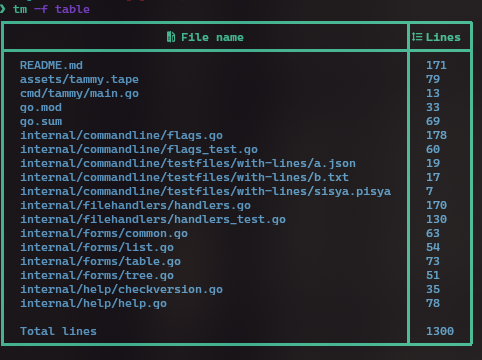 ❯ tm -f table
File name Lines
README.md 171
assets/tammy.tape 79
cmd/tammy/main.go 13
go.mod 33
go.sum 69
internal/commandline/flags.go 178
internal/commandline/flags_test.go 60
internal/commandline/testfiles/with-lines/a.json 19
internal/commandline/testfiles/with-lines/b.txt 17
internal/commandline/testfiles/with-lines/sisya.pisya 7
internal/filehandlers/handlers.go 170
internal/filehandlers/handlers_test.go 130
internal/forms/common.go 63
internal/forms/list.go 54
internal/forms/table.go 73
internal/forms/tree.go 51
internal/help/checkversion.go 35
internal/help/help.go 78
Total lines 1300